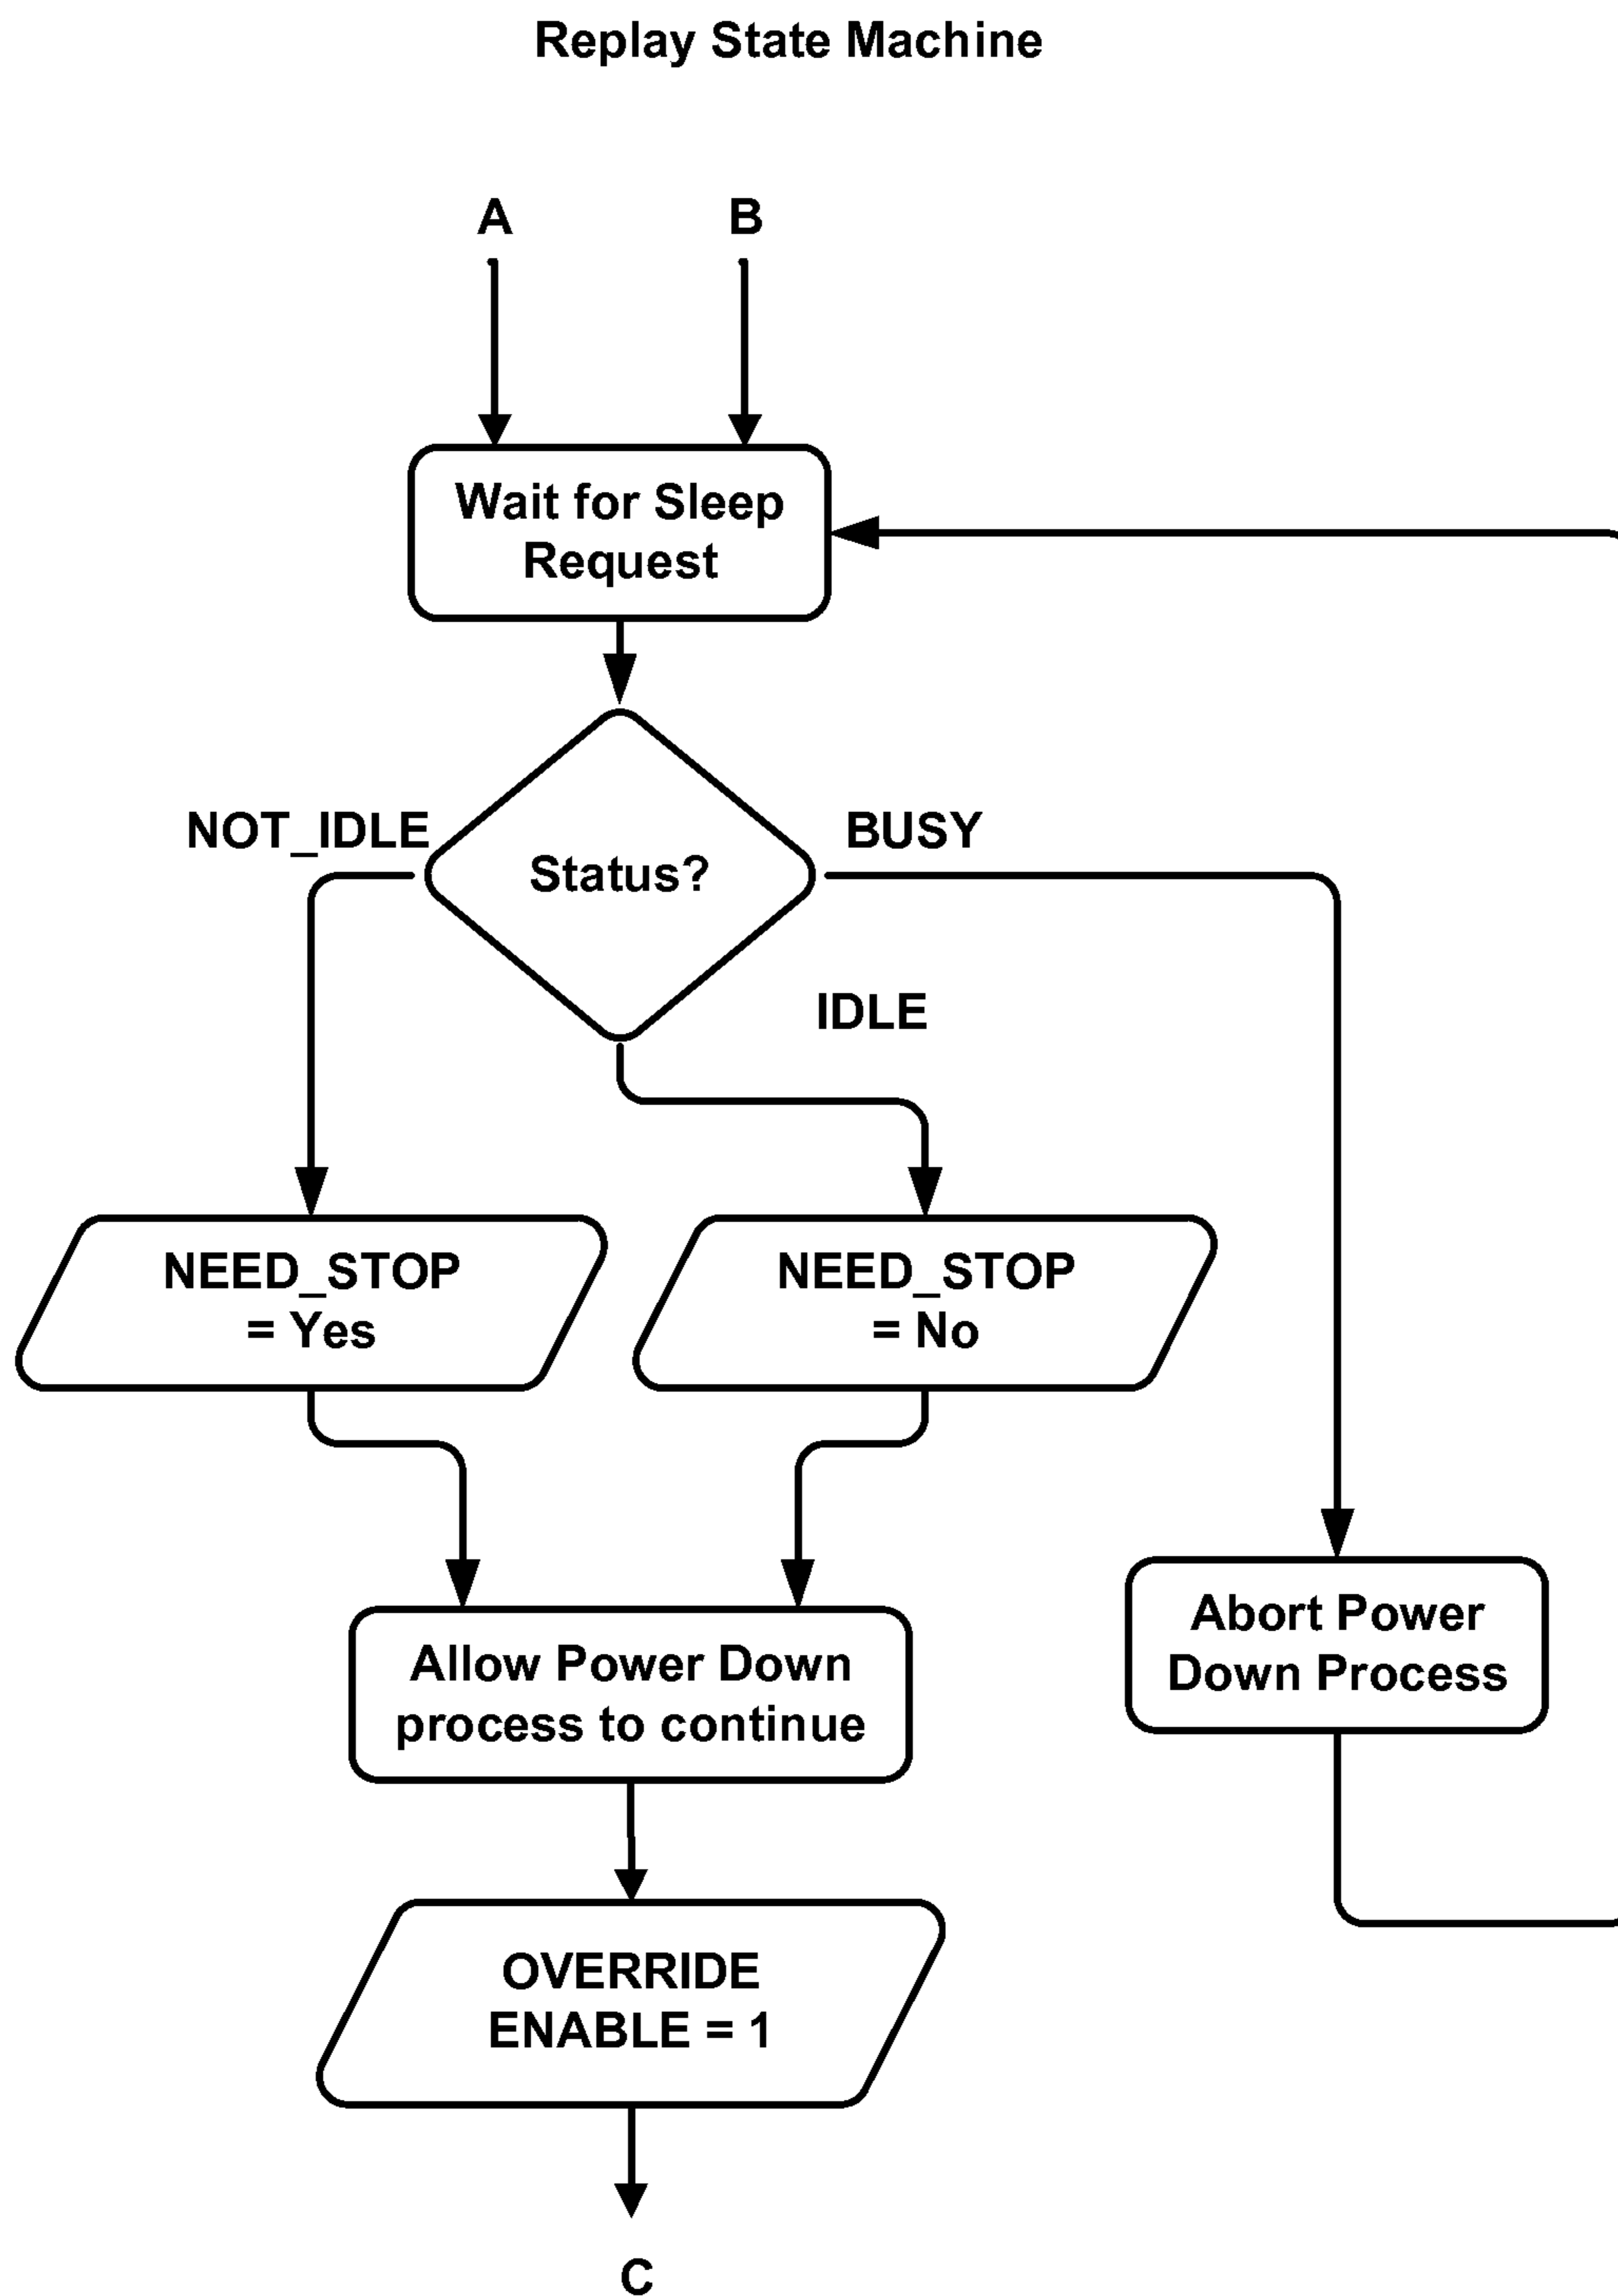 Replay State Machine
A
B
Wait for Sleep
Request
NOT_IDLE
BUSY
Status?
IDLE
NEED_STOP
= Yes
NEED_STOP
= No
Abort Power
Down Process
Allow Power Down
process to continue
OVERRIDE
ENABLE = 1
C